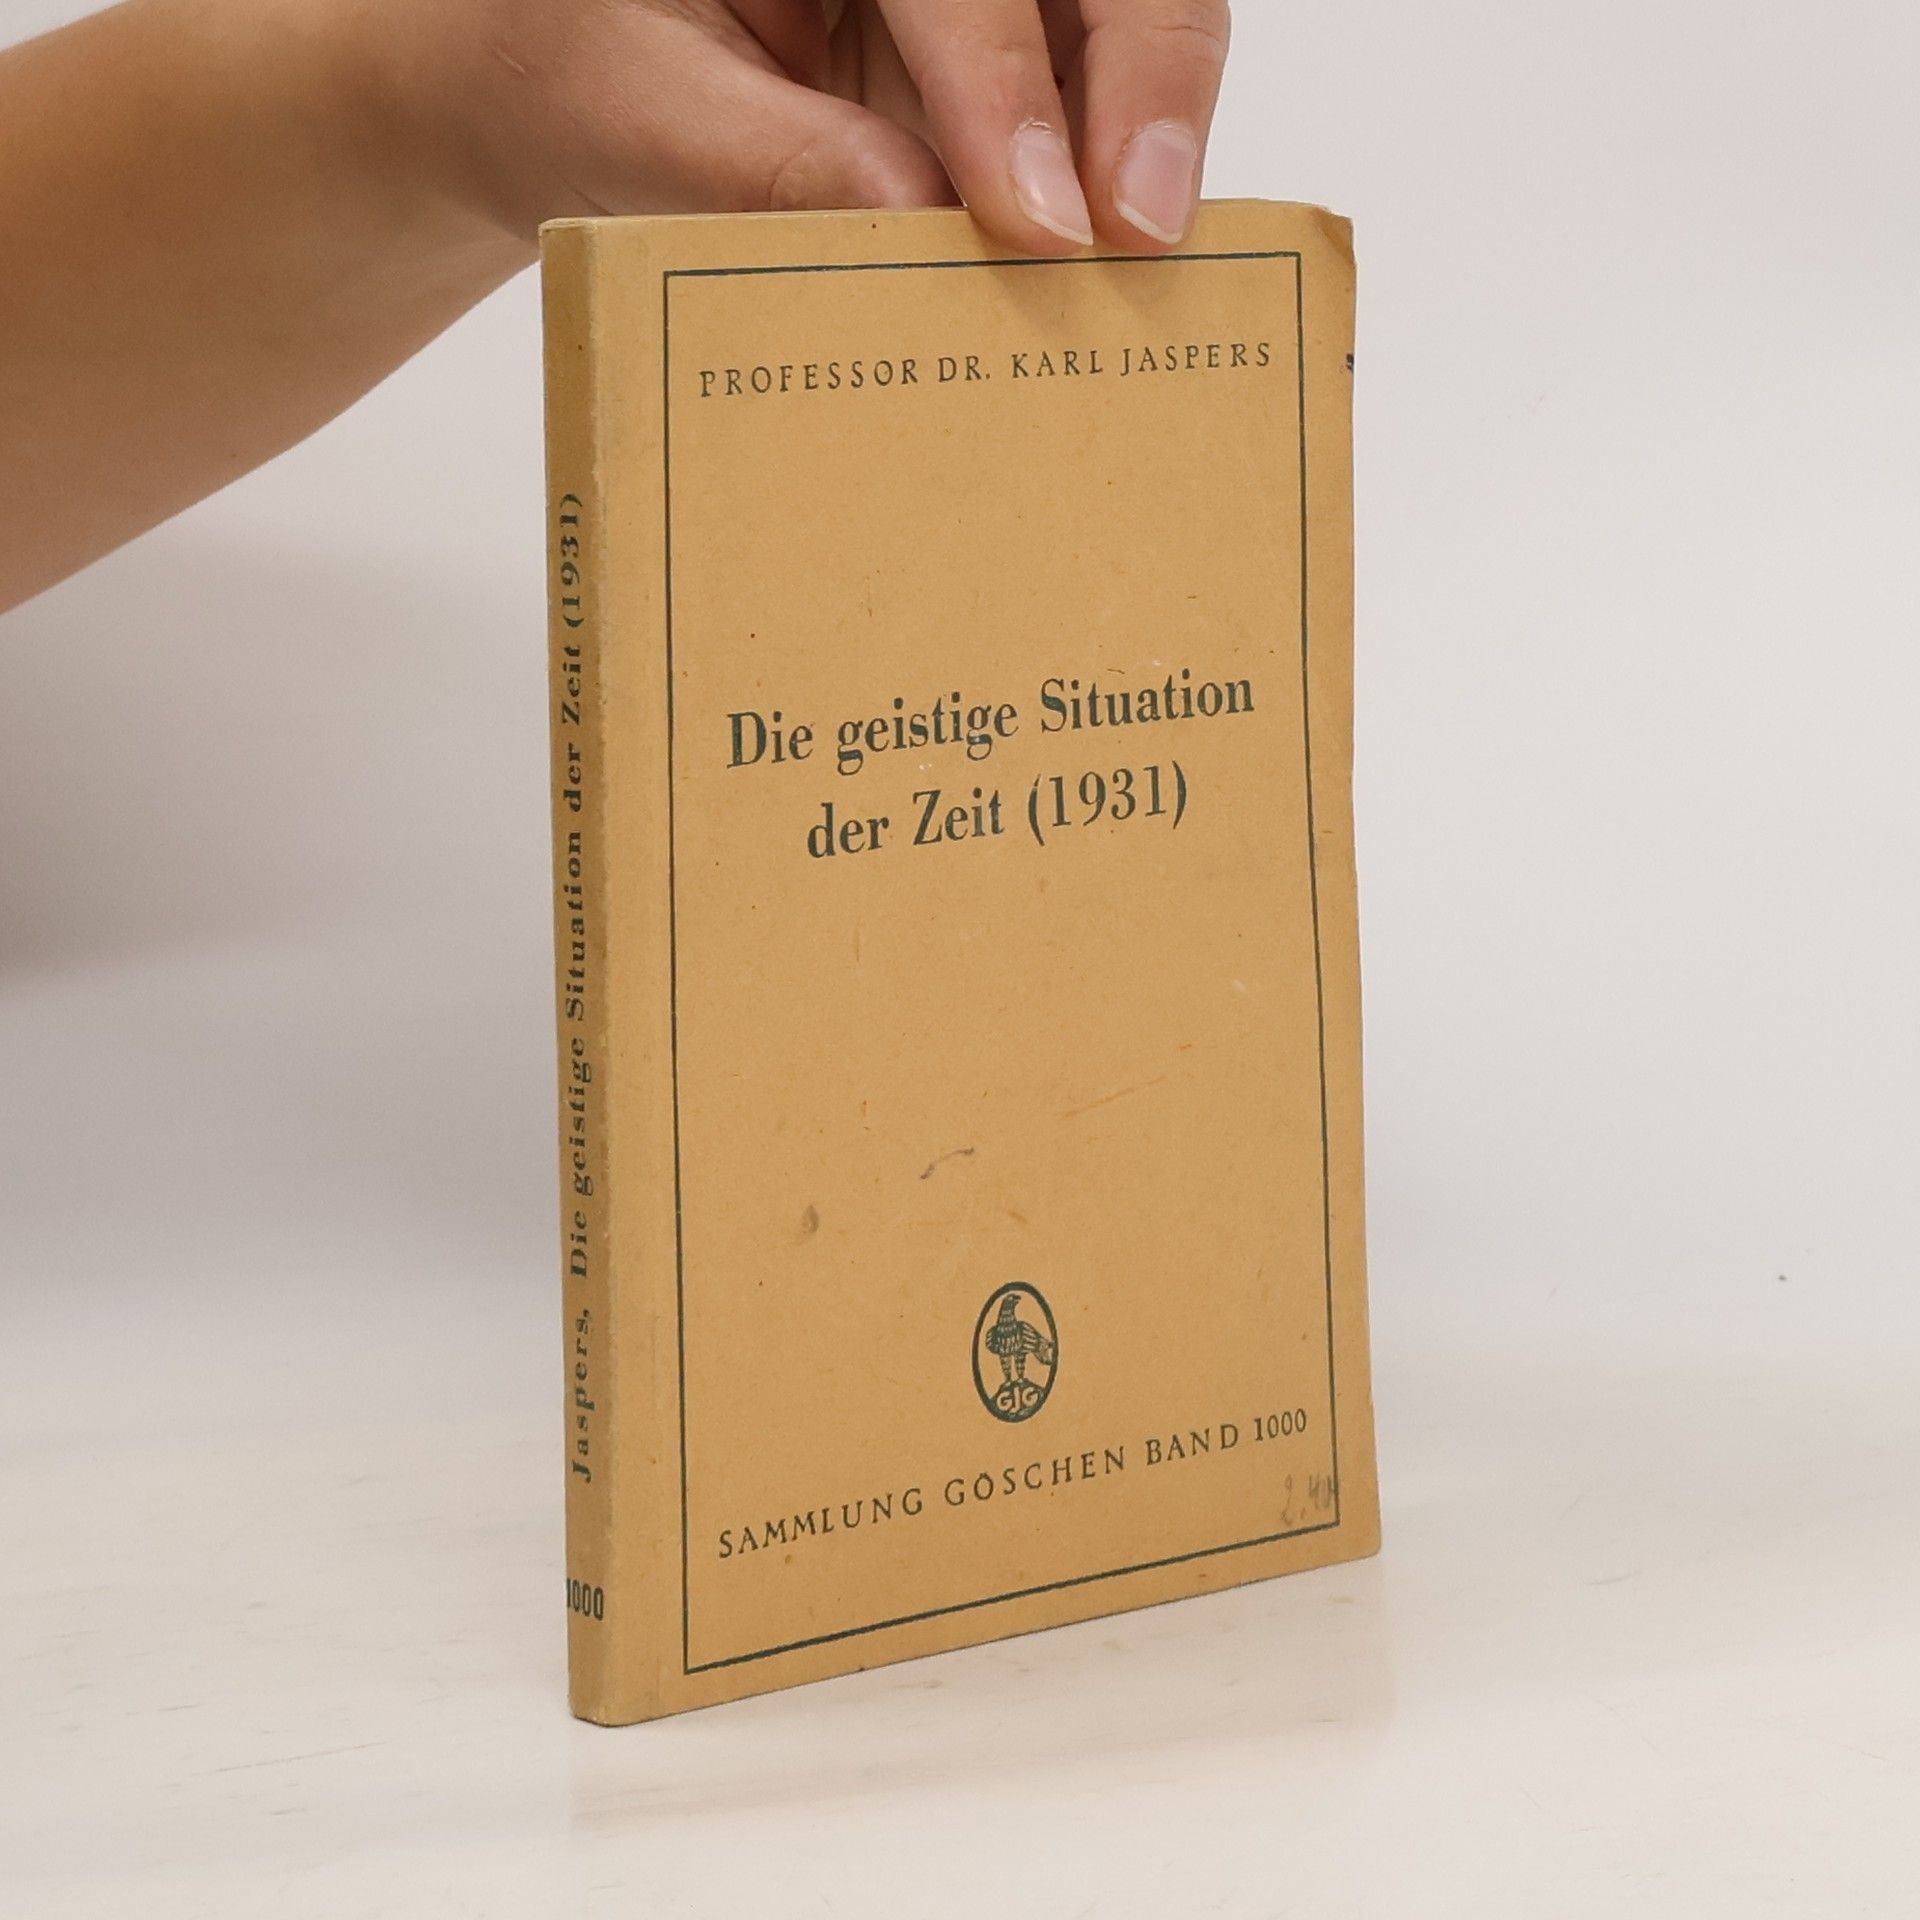 PROFESSOR DR. KARL JASPERS
Die geistige Situation
der Zeit (1931)
GJG
SAMMLUNG GÖSCHEN BAND 1000
Jaspers, Die geistige Situation der Zeit (1931)
1000